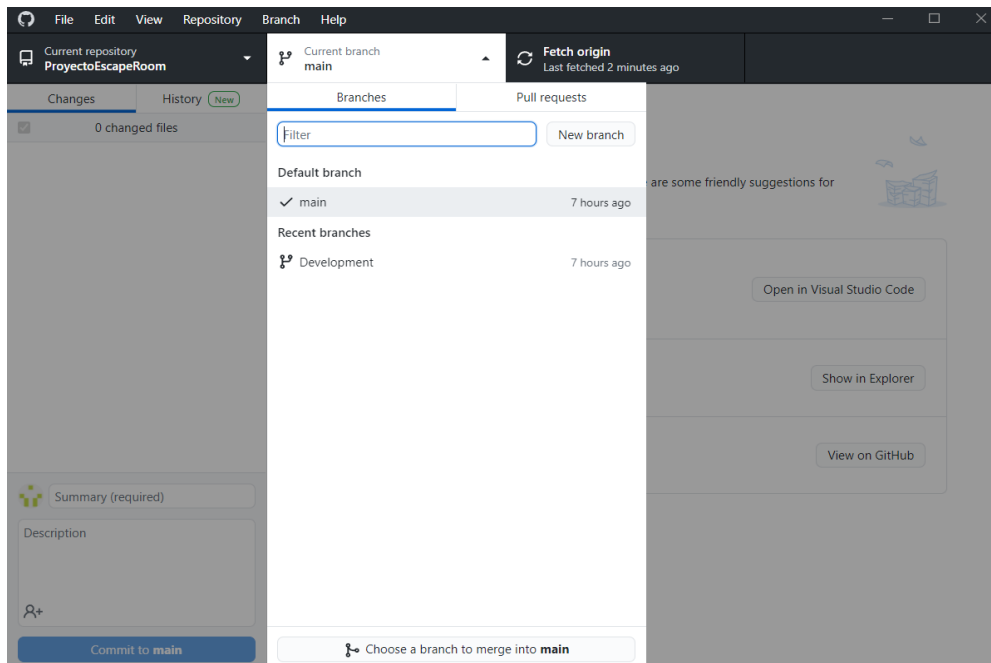 File Edit View Repository Branch Help
Current repository
ProyectoEscapeRoom
Current branch
main
Fetch origin
Last fetched 2 minutes ago
Changes
History New
0 changed files
Branches
Pull requests
Filter
New branch
Default branch
main 7 hours ago
Recent branches
Development 7 hours ago
are some friendly suggestions for
Open in Visual Studio Code
Show in Explorer
View on GitHub
Summary (required)
Description
Commit to main
Choose a branch to merge into main